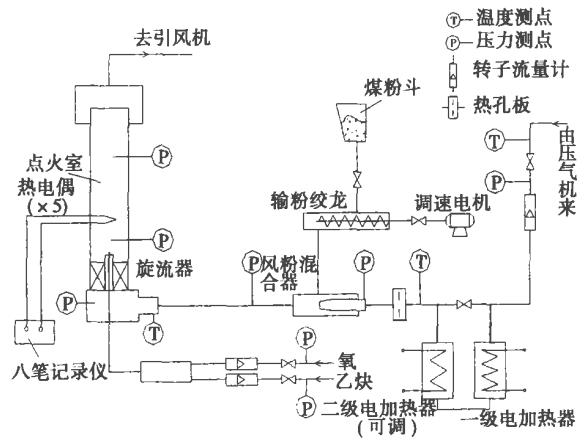 去引风机
T 温度测点
P 压力测点
转子流量计
热孔板
煤粉斗
由压气机来
T
P
P
点火室
热电偶
(×5)
输粉绞龙
调速电机
P
旋流器
P
风粉混
合器
P
T
P
T
八笔记录仪
P
氧
乙炔
P
二级电加热器
(可调)
一级电加热器